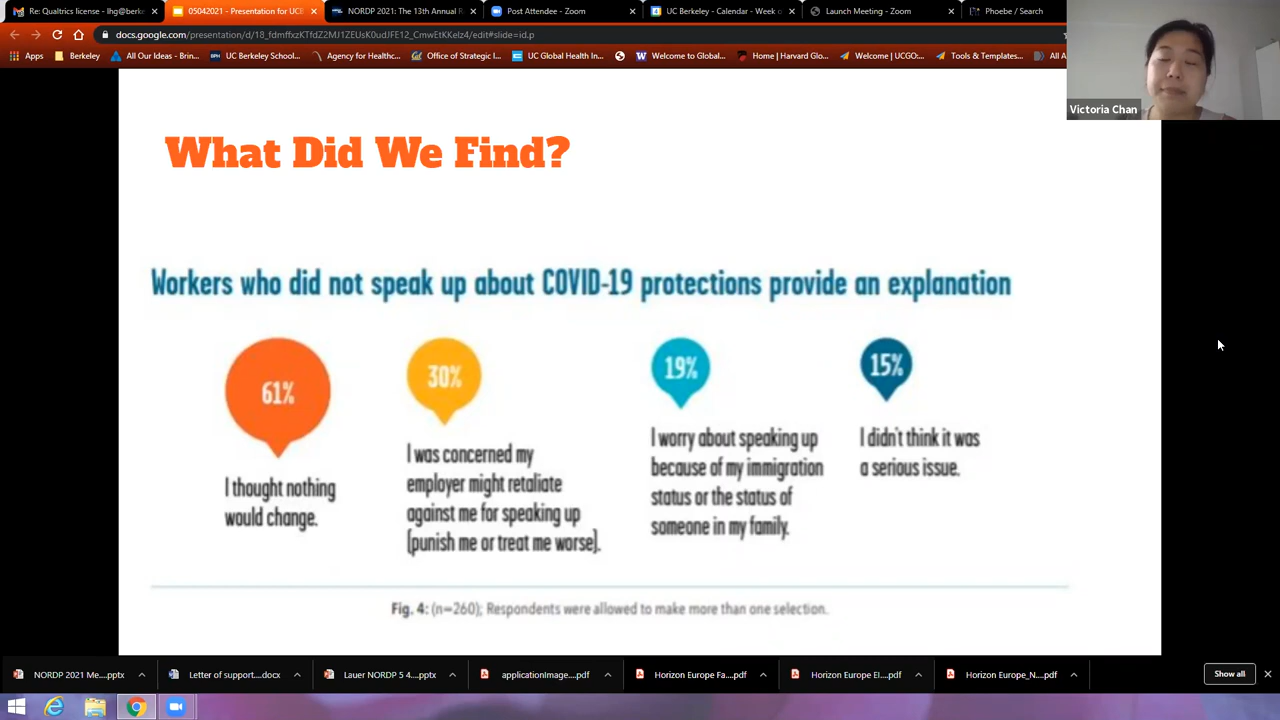 Re: Qualtrics license - lhg@berke
05042021 - Presentation for UCB
NORDP 2021: The 13th Annual R
Post Attendee - Zoom
UC Berkeley - Calendar - Week o
Launch Meeting - Zoom
Phoebe / Search
docs.google.com/presentation/d/18_fdmffxzKTfdZ2MJ1ZEUsK0udJFE12_CmwEtKKelz4/edit#slide=id.p
Apps
Berkeley
All Our Ideas - Brin...
UC Berkeley School...
Agency for Healthc...
Office of Strategic I...
UC Global Health In...
Welcome to Global...
Home | Harvard Glo...
Welcome | UCGO...
Tools & Templates...
All A
Victoria Chan
What Did We Find?
Workers who did not speak up about COVID-19 protections provide an explanation
61%
I thought nothing
would change.
30%
I was concerned my
employer might retaliate
against me for speaking up
(punish me or treat me worse).
19%
I worry about speaking up
because of my immigration
status or the status of
someone in my family.
15%
I didn't think it was
a serious issue.
Fig. 4: (n=260); Respondents were allowed to make more than one selection.
NORDP 2021 Me....pptx
Letter of support...docx
Lauer NORDP 5 4...pptx
applicationImage...pdf
Horizon Europe Fa....pdf
Horizon Europe El....pdf
Horizon Europe_N....pdf
Show all